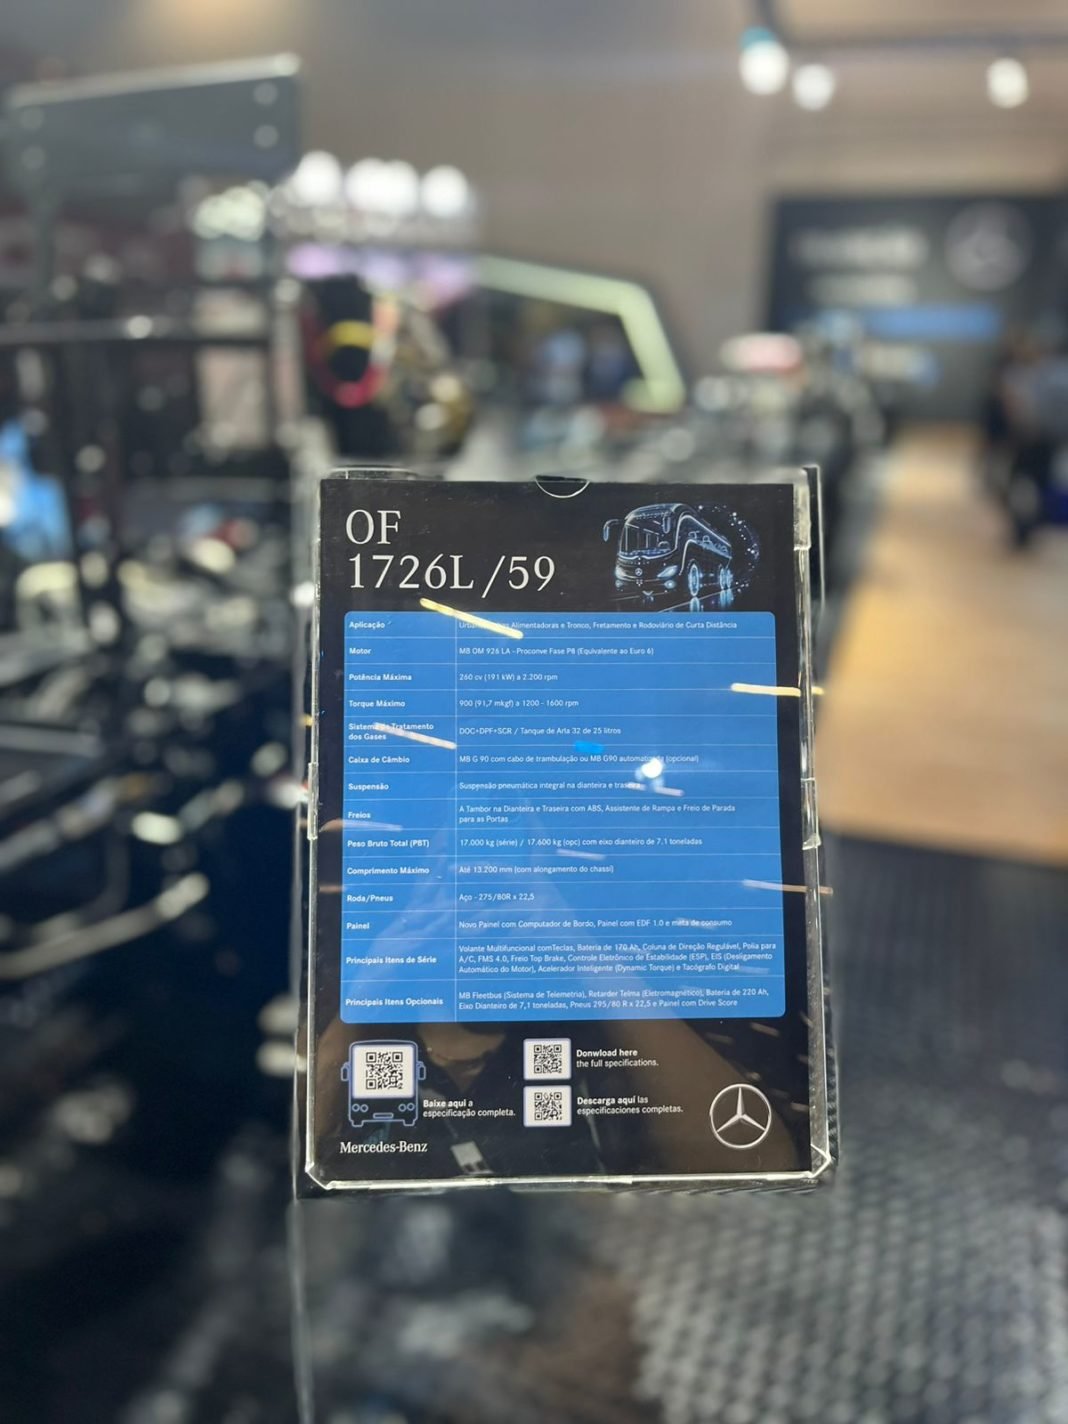 OF
1726L/59
Aplicação
Alimentadoras e Tronco, Fretamento e Rodoviário de Curta Distância
Motor
MB OM 926 LA - Proconve Fase P8 (Equivalente ao Euro 6)
Potência Máxima
260 cv (191 kW) a 2.200 rpm
Torque Máximo
900 (91,7 mkgf) a 1200 - 1600 rpm
Sistema de Tratamento
dos Gases
DOC+DPF+SCR / Tanque de Arla 32 de 25 litros
Caixa de Câmbio
MB G 90 com cabo de trambulação ou MB G90 automatizada (opcional)
Suspensão
Suspensão pneumática integral na dianteira e traseira
Freios
A Tambor na Dianteira e Traseira com ABS, Assistente de Rampa e Freio de Parada
para as Portas
Peso Bruto Total (PBT)
17.000 kg (série) / 17.600 kg (opc) com eixo dianteiro de 7.1 toneladas
Comprimento Máximo
Até 13.200 mm (com alongamento do chassi)
Roda/Pneus
Aço - 275/80R x 22,5
Painel
Novo Painel com Computador de Bordo, Painel com EDF 1.0 e meta de consumo
Principais Itens de Série
Volante Multifuncional comTeclas, Bateria de 170 Ah, Coluna de Direção Regulável, Polia para
A/C, FMS 4.0, Freio Top Brake, Controle Eletrônico de Estabilidade (ESP), EIS (Desligamento
Automático do Motor), Acelerador Inteligente (Dynamic Torque) e Tacógrafo Digital
Principais Itens Opcionais
MB Fleetbus (Sistema de Telemetria), Retarder Telma (Eletromagnético), Bateria de 220 Ah,
Eixo Dianteiro de 7,1 toneladas, Pneus 295/80 R x 22,5 e Painel com Drive Score
Baixe aqui a
especificação completa.
Donwload here
the full specifications.
Descarga aquí las
especificaciones completas.
Mercedes-Benz